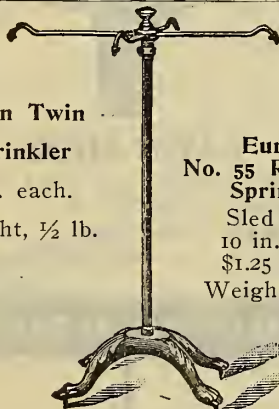 n Twin
rinkler
. each.
ht, ½ lb.
Eur
No. 55 R
Sprin
Sled
10 in.
$1.25
Weigh